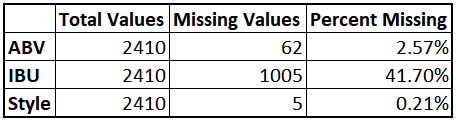 Total Values Missing Values Percent Missing
ABV 2410 62 2.57%
IBU 2410 1005 41.70%
Style 2410 5 0.21%